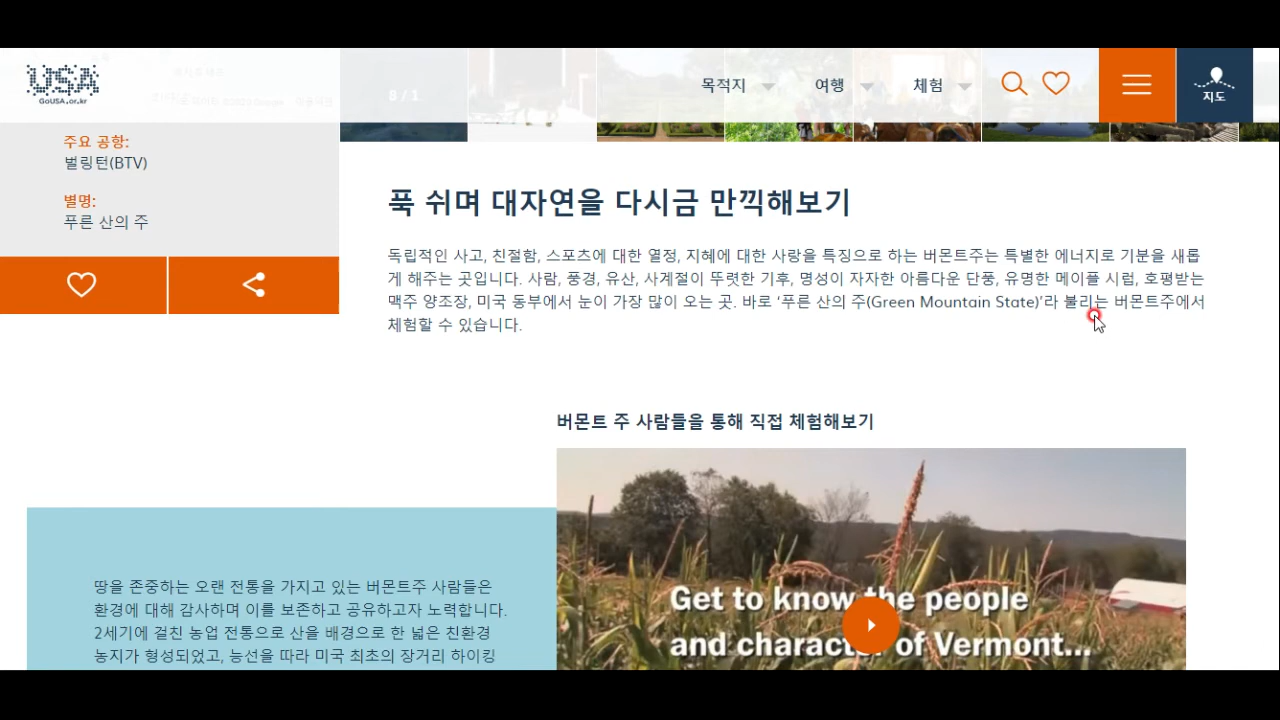 USA
GoUSA.or.kr
8 / 1
목적지
여행
체험
지도
주요 공항:
벌링턴(BTV)
별명:
푸른 산의 주
푹 쉬며 대자연을 다시금 만끽해보기
독립적인 사고, 친절함, 스포츠에 대한 열정, 지혜에 대한 사랑을 특징으로 하는 버몬트주는 특별한 에너지로 기분을 새롭
게 해주는 곳입니다. 사람, 풍경, 유산, 사계절이 뚜렷한 기후, 명성이 자자한 아름다운 단풍, 유명한 메이플 시럽, 호평받는
맥주 양조장, 미국 동부에서 눈이 가장 많이 오는 곳. 바로 ‘푸른 산의 주(Green Mountain State)’라 불리는 버몬트주에서
체험할 수 있습니다.
버몬트 주 사람들을 통해 직접 체험해보기
Get to know the people
and character of Vermont...
땅을 존중하는 오랜 전통을 가지고 있는 버몬트주 사람들은
환경에 대해 감사하며 이를 보존하고 공유하고자 노력합니다.
2세기에 걸친 농업 전통으로 산을 배경으로 한 넓은 친환경
농지가 형성되었고, 능선을 따라 미국 최초의 장거리 하이킹